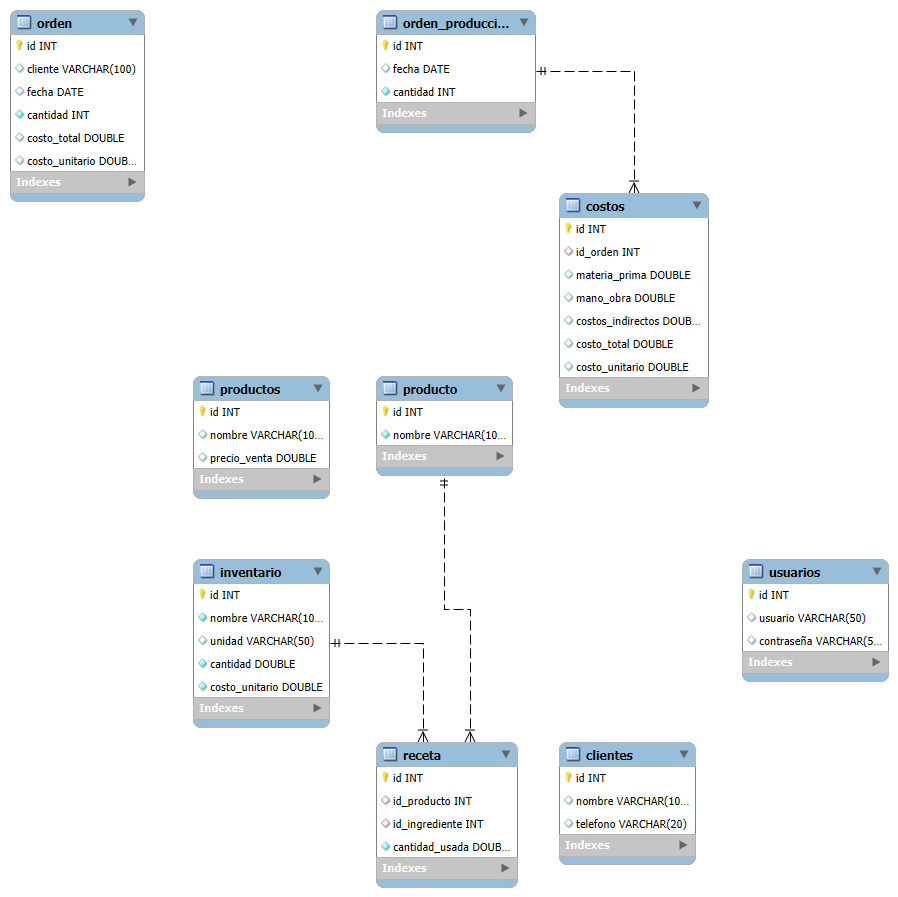 orden
id INT
cliente VARCHAR(100)
fecha DATE
cantidad INT
costo_total DOUBLE
costo_unitario DOUB...
Indexes
orden_producci...
id INT
fecha DATE
cantidad INT
Indexes
costos
id INT
id_orden INT
materia_prima DOUBLE
mano_obra DOUBLE
costos_indirectos DOUB...
costo_total DOUBLE
costo_unitario DOUBLE
Indexes
productos
id INT
nombre VARCHAR(10...
precio_venta DOUBLE
Indexes
producto
id INT
nombre VARCHAR(10...
Indexes
inventario
id INT
nombre VARCHAR(10...
unidad VARCHAR(50)
cantidad DOUBLE
costo_unitario DOUBLE
Indexes
usuarios
id INT
usuario VARCHAR(50)
contraseña VARCHAR(5...
Indexes
receta
id INT
id_producto INT
id_ingrediente INT
cantidad_usada DOUB...
Indexes
clientes
id INT
nombre VARCHAR(10...
telefono VARCHAR(20)
Indexes